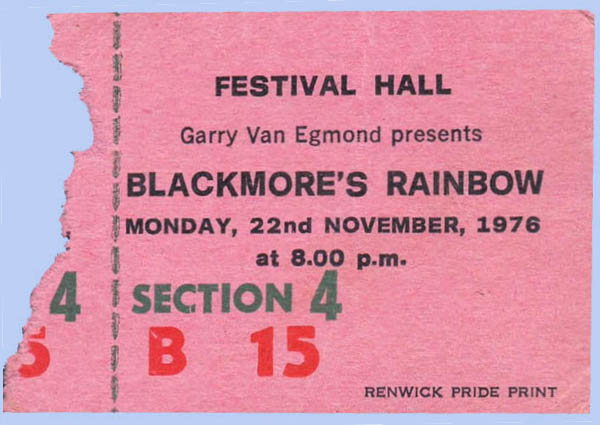 FESTIVAL HALL
Garry Van Egmond presents
BLACKMORE'S RAINBOW
MONDAY, 22nd NOVEMBER, 1976
at 8.00 p.m.
4 SECTION 4
5 B 15
RENWICK PRIDE PRINT